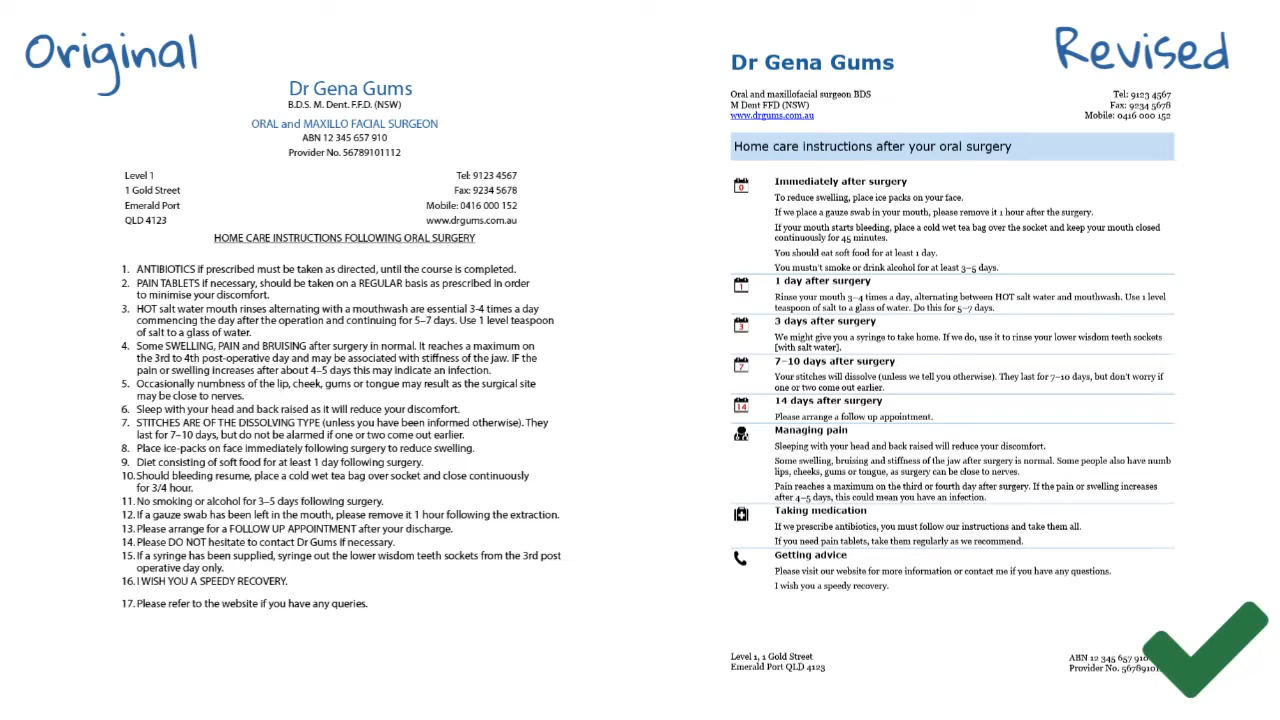 Original
Dr Gena Gums
B.D.S. M. Dent. F.F.D. (NSW)
ORAL and MAXILLO FACIAL SURGEON
ABN 12 345 657 910
Provider No. 56789101112
Level 1
1 Gold Street
Emerald Port
QLD 4123
Tel: 9123 4567
Fax: 9234 5678
Mobile: 0416 000 152
www.drgums.com.au
HOME CARE INSTRUCTIONS FOLLOWING ORAL SURGERY
1. ANTIBIOTICS if prescribed must be taken as directed, until the course is completed.
2. PAIN TABLETS if necessary, should be taken on a REGULAR basis as prescribed in order
to minimise your discomfort.
3. HOT salt water mouth rinses alternating with a mouthwash are essential 3-4 times a day
commencing the day after the operation and continuing for 5–7 days. Use 1 level teaspoon
of salt to a glass of water.
4. Some SWELLING, PAIN and BRUISING after surgery in normal. It reaches a maximum on
the 3rd to 4th post-operative day and may be associated with stiffness of the jaw. IF the
pain or swelling increases after about 4–5 days this may indicate an infection.
5. Occasionally numbness of the lip, cheek, gums or tongue may result as the surgical site
may be close to nerves.
6. Sleep with your head and back raised as it will reduce your discomfort.
7. STITCHES ARE OF THE DISSOLVING TYPE (unless you have been informed otherwise). They
last for 7–10 days, but do not be alarmed if one or two come out earlier.
8. Place ice-packs on face immediately following surgery to reduce swelling.
9. Diet consisting of soft food for at least 1 day following surgery.
10. Should bleeding resume, place a cold wet tea bag over socket and close continuously
for 3/4 hour.
11. No smoking or alcohol for 3–5 days following surgery.
12. If a gauze swab has been left in the mouth, please remove it 1 hour following the extraction.
13. Please arrange for a FOLLOW UP APPOINTMENT after your discharge.
14. Please DO NOT hesitate to contact Dr Gums if necessary.
15. If a syringe has been supplied, syringe out the lower wisdom teeth sockets from the 3rd post
operative day only.
16. I WISH YOU A SPEEDY RECOVERY.
17. Please refer to the website if you have any queries.
Revised
Dr Gena Gums
Oral and maxillofacial surgeon BDS
M Dent FFD (NSW)
www.drgums.com.au
Tel: 9123 4567
Fax: 9234 5678
Mobile: 0416 000 152
Home care instructions after your oral surgery
0
Immediately after surgery
To reduce swelling, place ice packs on your face.
If we place a gauze swab in your mouth, please remove it 1 hour after the surgery.
If your mouth starts bleeding, place a cold wet tea bag over the socket and keep your mouth closed
continuously for 45 minutes.
You should eat soft food for at least 1 day.
You mustn't smoke or drink alcohol for at least 3–5 days.
1
1 day after surgery
Rinse your mouth 3–4 times a day, alternating between HOT salt water and mouthwash. Use 1 level
teaspoon of salt to a glass of water. Do this for 5–7 days.
3
3 days after surgery
We might give you a syringe to take home. If we do, use it to rinse your lower wisdom teeth sockets
[with salt water].
7
7–10 days after surgery
Your stitches will dissolve (unless we tell you otherwise). They last for 7–10 days, but don't worry if
one or two come out earlier.
14
14 days after surgery
Please arrange a follow up appointment.
Managing pain
Sleeping with your head and back raised will reduce your discomfort.
Some swelling, bruising and stiffness of the jaw after surgery is normal. Some people also have numb
lips, cheeks, gums or tongue, as surgery can be close to nerves.
Pain reaches a maximum on the third or fourth day after surgery. If the pain or swelling increases
after 4–5 days, this could mean you have an infection.
Taking medication
If we prescribe antibiotics, you must follow our instructions and take them all.
If you need pain tablets, take them regularly as we recommend.
Getting advice
Please visit our website for more information or contact me if you have any questions.
I wish you a speedy recovery.
Level 1, 1 Gold Street
Emerald Port QLD 4123
ABN 12 345 657 910
Provider No.